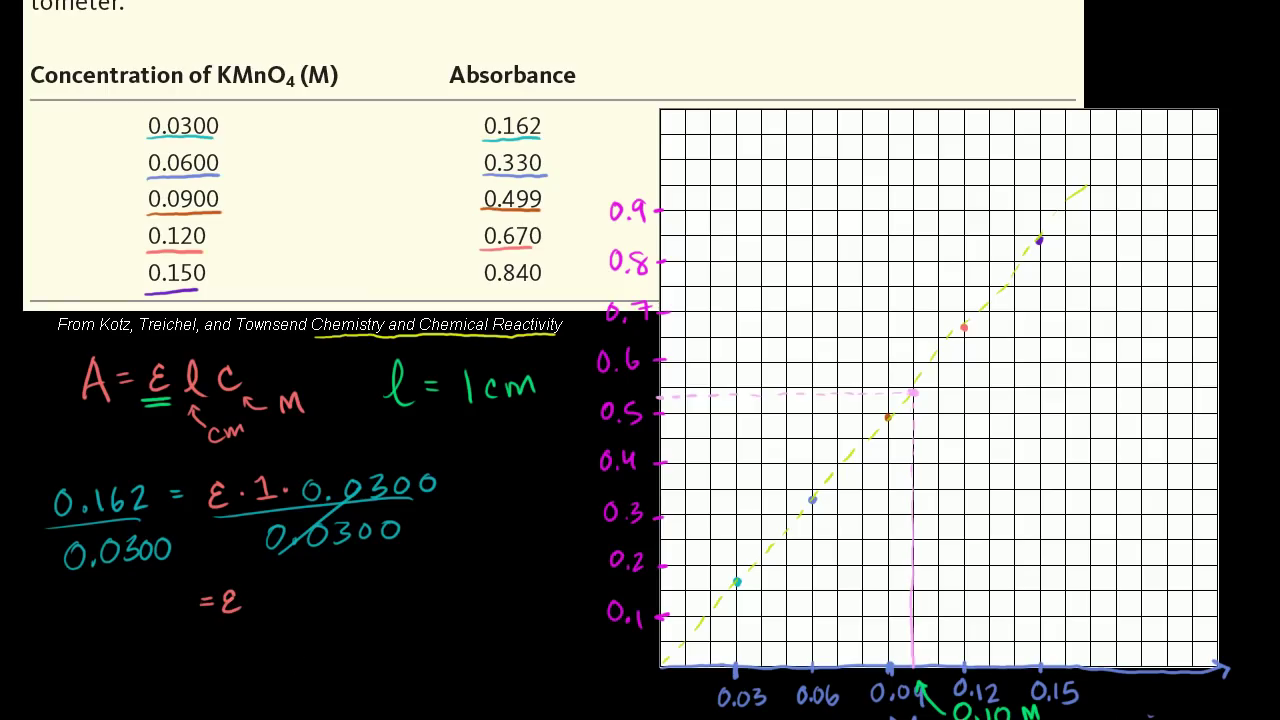 tometer.
Concentration of KMnO₄ (M) Absorbance
0.0300 0.162
0.0600 0.330
0.0900 0.499
0.120 0.670
0.150 0.840
From Kotz, Treichel, and Townsend Chemistry and Chemical Reactivity
A = ε l c
cm
M
l = 1 cm
0.162 = ε · 1 · 0.0300
0.0300 0.0300
= ε
0.9
0.8
0.7
0.6
0.5
0.4
0.3
0.2
0.1
0.03 0.06 0.09 0.12 0.15
0.10 M